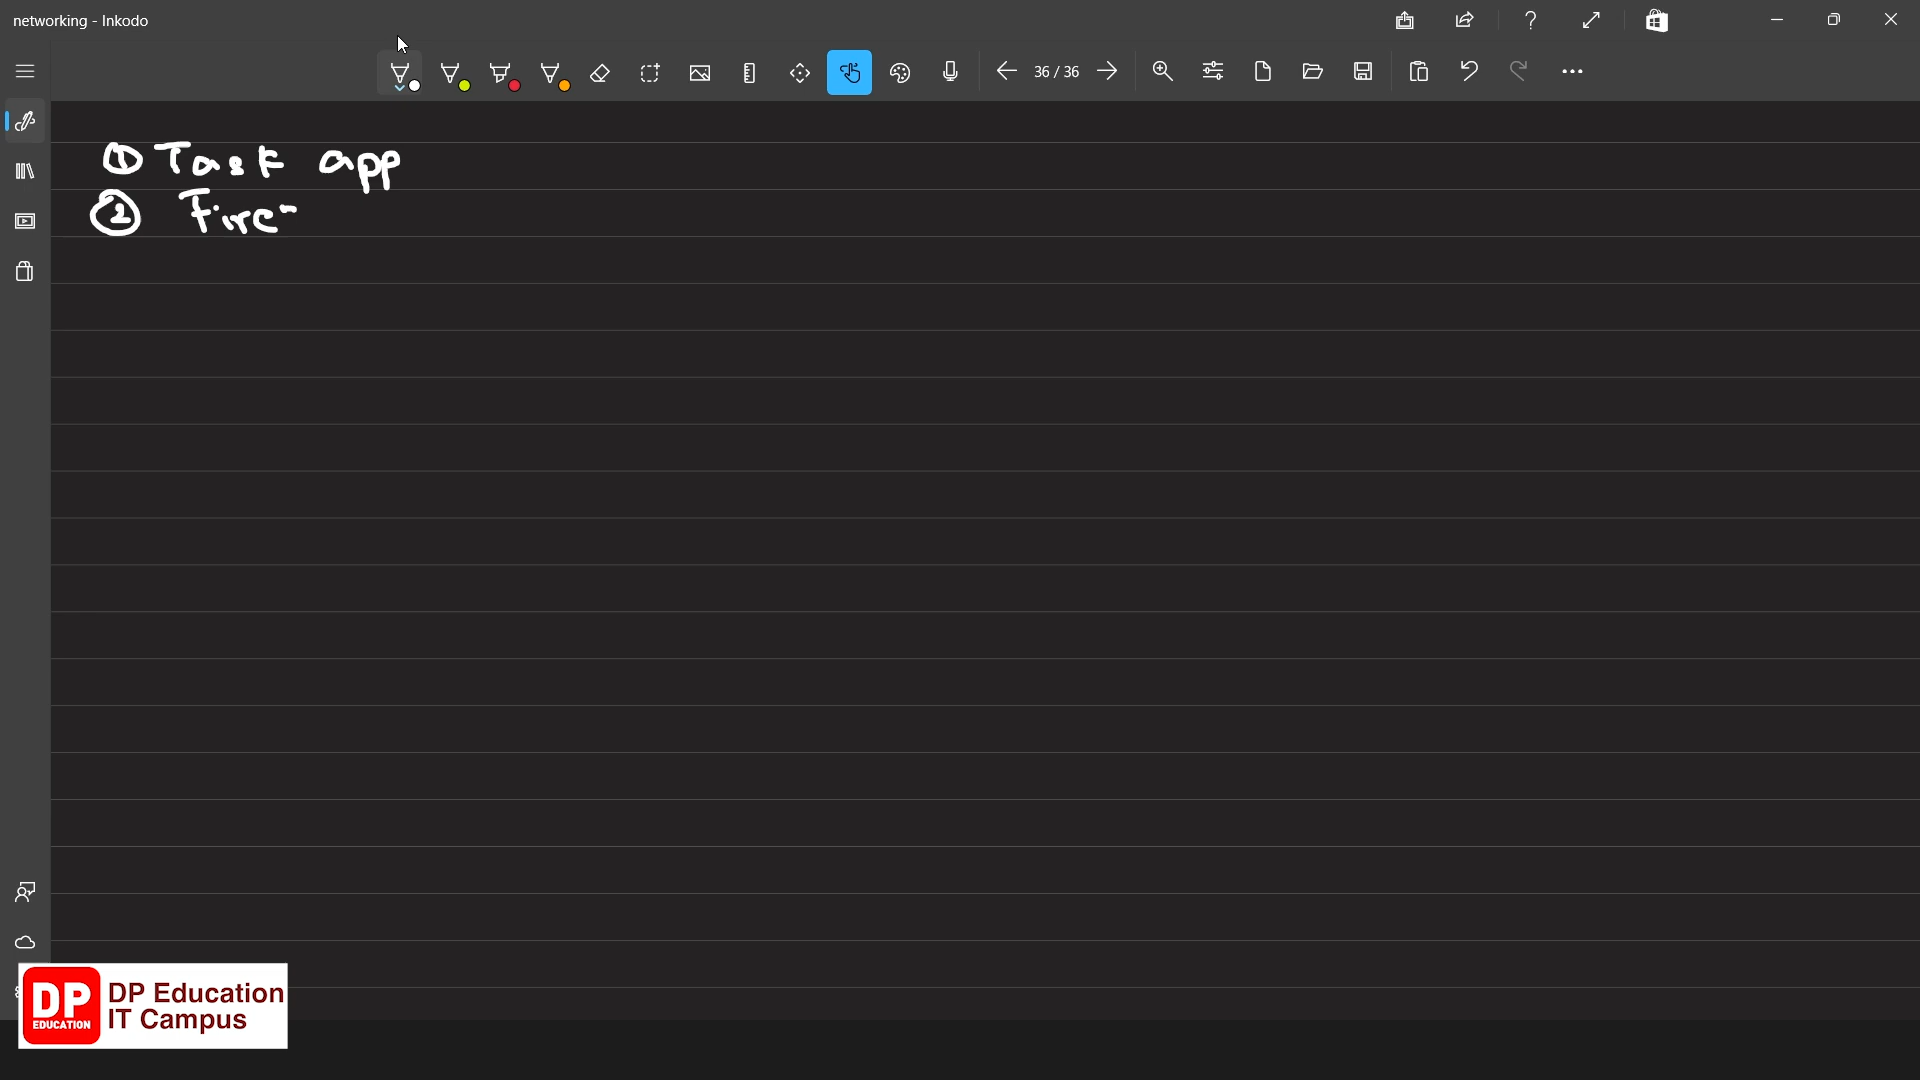 networking - Inkodo
36 / 36
① Task app
② Fire
DP EDUCATION
DP Education
IT Campus